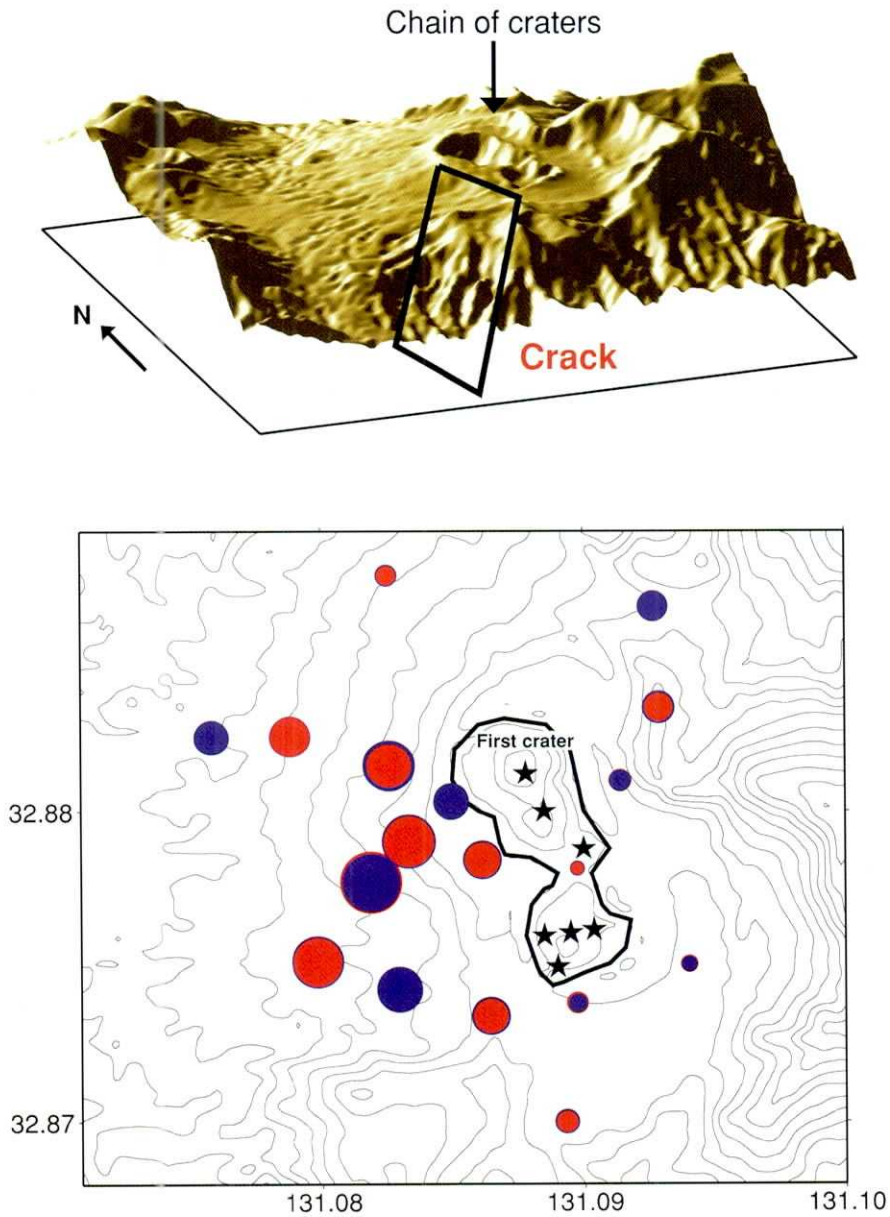 Chain of craters
N
Crack
First crater
32.88
32.87
131.08
131.09
131.10